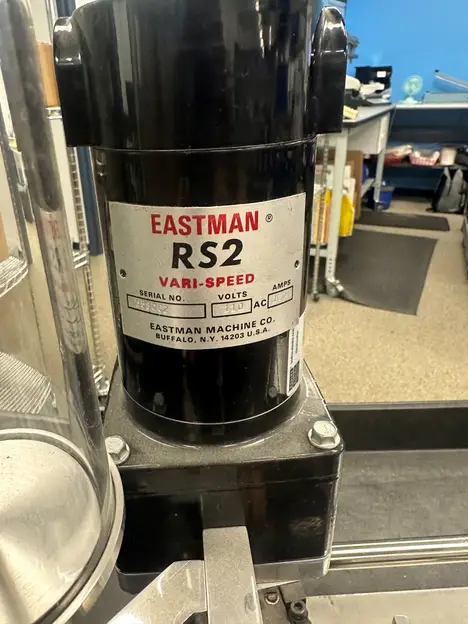 EASTMAN ®
RS2
VARI-SPEED
SERIAL NO.
VOLTS
AC
AMPS
EASTMAN MACHINE CO.
BUFFALO, N.Y. 14203 U.S.A.